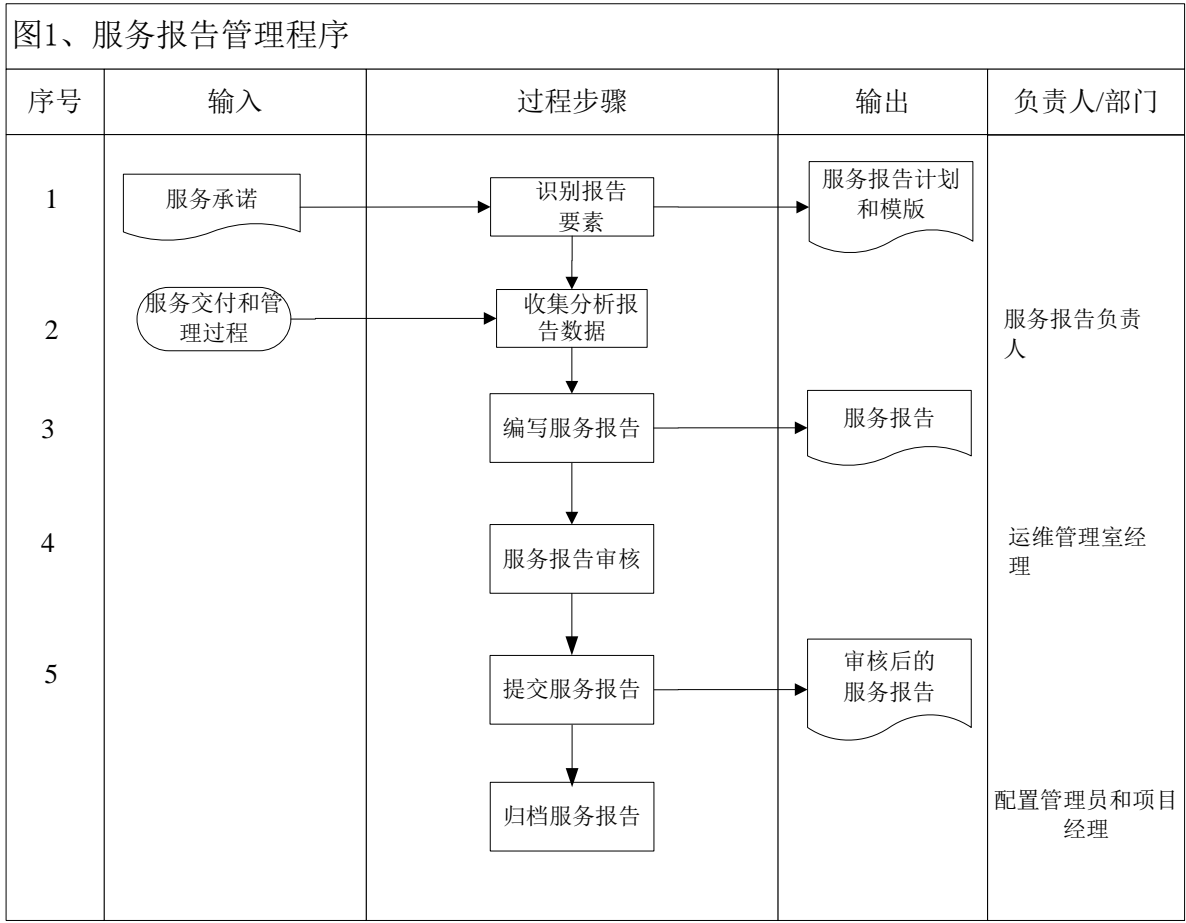 图1、服务报告管理程序
序号 输入 过程步骤 输出 负责人/部门
1
服务承诺
识别报告
要素
服务报告计划
和模版
2
服务交付和管
理过程
收集分析报
告数据
服务报告负责
人
3
编写服务报告
服务报告
4
服务报告审核
运维管理室经
理
5
提交服务报告
审核后的
服务报告
归档服务报告
配置管理员和项目
经理